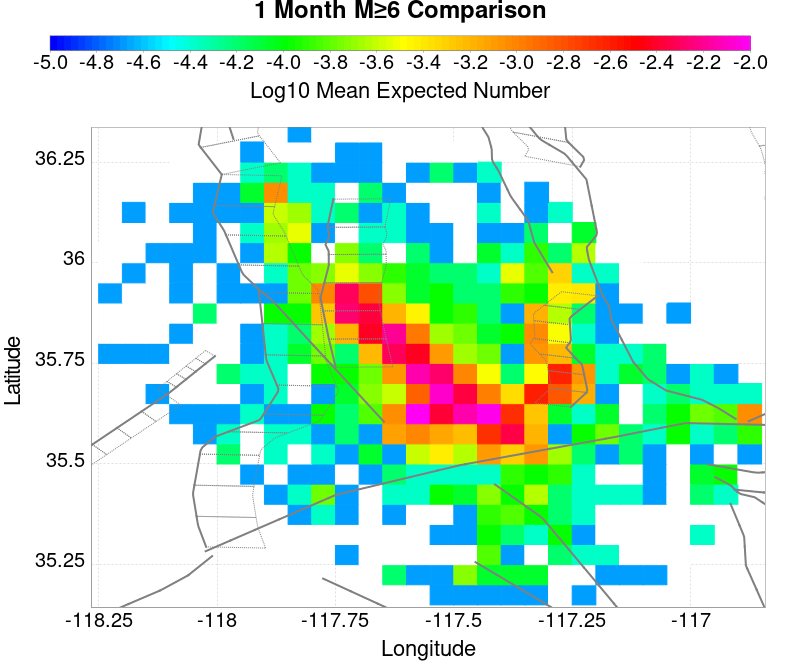 1 Month M≥6 Comparison
-5.0 -4.8 -4.6 -4.4 -4.2 -4.0 -3.8 -3.6 -3.4 -3.2 -3.0 -2.8 -2.6 -2.4 -2.2 -2.0
Log10 Mean Expected Number
36.25
36
35.75
35.5
35.25
Latitude
-118.25 -118 -117.75 -117.5 -117.25 -117
Longitude